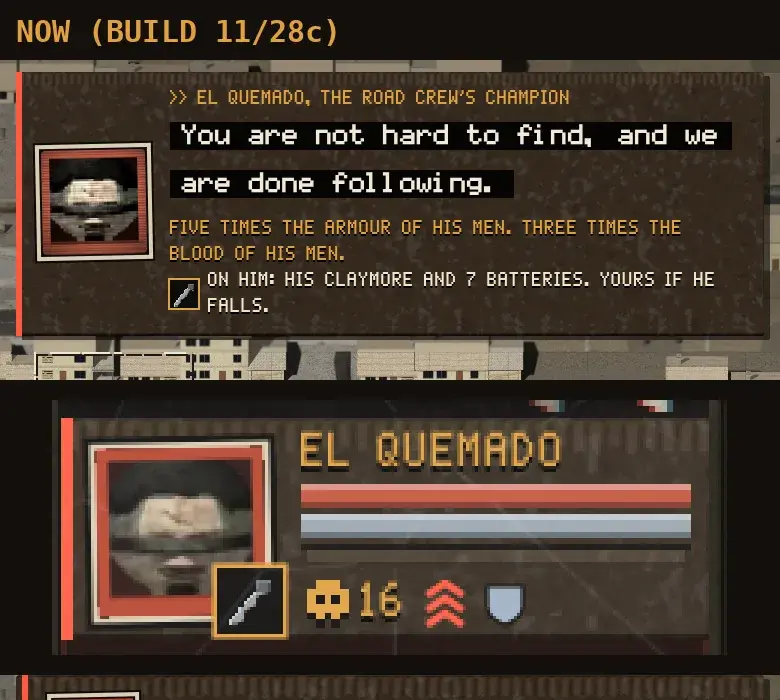 NOW (BUILD 11/28c)
>> EL QUEMADO, THE ROAD CREW'S CHAMPION
You are not hard to find, and we
are done following.
FIVE TIMES THE ARMOUR OF HIS MEN. THREE TIMES THE
BLOOD OF HIS MEN.
ON HIM: HIS CLAYMORE AND 7 BATTERIES. YOURS IF HE
FALLS.
EL QUEMADO
16